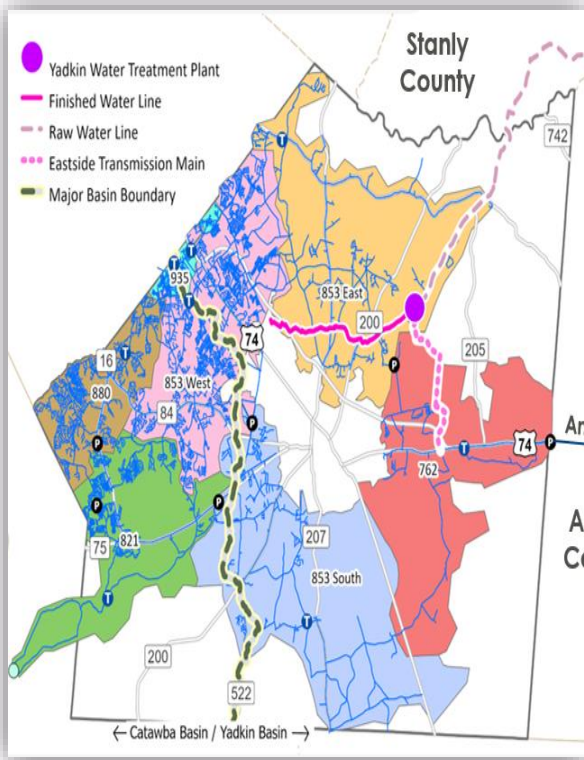 Stanly
County
Yadkin Water Treatment Plant
Finished Water Line
Raw Water Line
Eastside Transmission Main
Major Basin Boundary
742
T
T
T
935
T
853 East
200
74
205
T
16
853 West
P
880
84
P
An
P
74
P
T
762
P
P
A
Co
207
821
75
853 South
T
T
200
522
← Catawba Basin / Yadkin Basin →